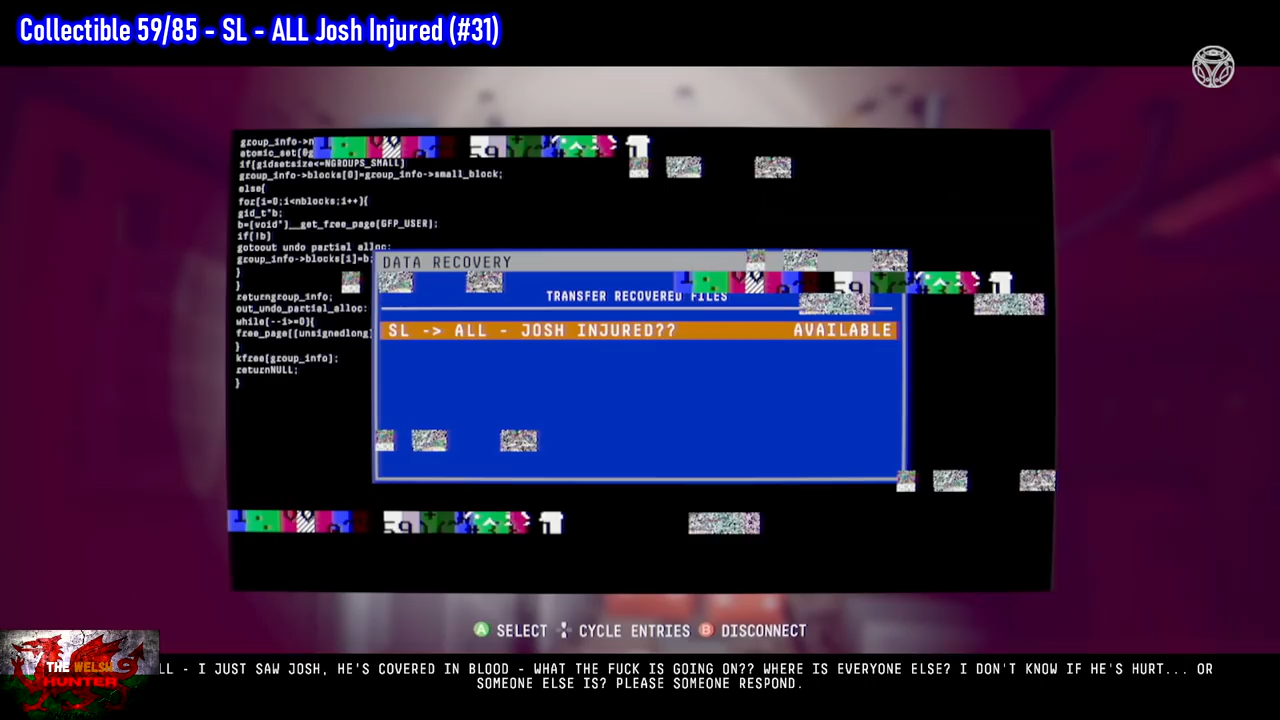 Collectible 59/85 - SL - ALL Josh Injured (#31)
group_info->n
atomic_set(&g
if(gidsetsize<=NGROUPS_SMALL)
group_info->blocks[0]=group_info->small_block;
else{
for(i=0;i<nblocks;i++){
gid_t*b;
b=(void*)__get_free_page(GFP_USER);
if(!b)
gotoout_undo_partial_alloc;
group_info->blocks[i]=b;
}
}
returngroup_info;
out_undo_partial_alloc:
while(--i>=0){
free_page((unsignedlong)
}
kfree(group_info);
returnNULL;
}
DATA RECOVERY
TRANSFER RECOVERED FILES
SL -> ALL - JOSH INJURED?? AVAILABLE
A SELECT CYCLE ENTRIES B DISCONNECT
LL - I JUST SAW JOSH, HE'S COVERED IN BLOOD - WHAT THE FUCK IS GOING ON?? WHERE IS EVERYONE ELSE? I DON'T KNOW IF HE'S HURT... OR
SOMEONE ELSE IS? PLEASE SOMEONE RESPOND.
THE WELSH
HUNTER